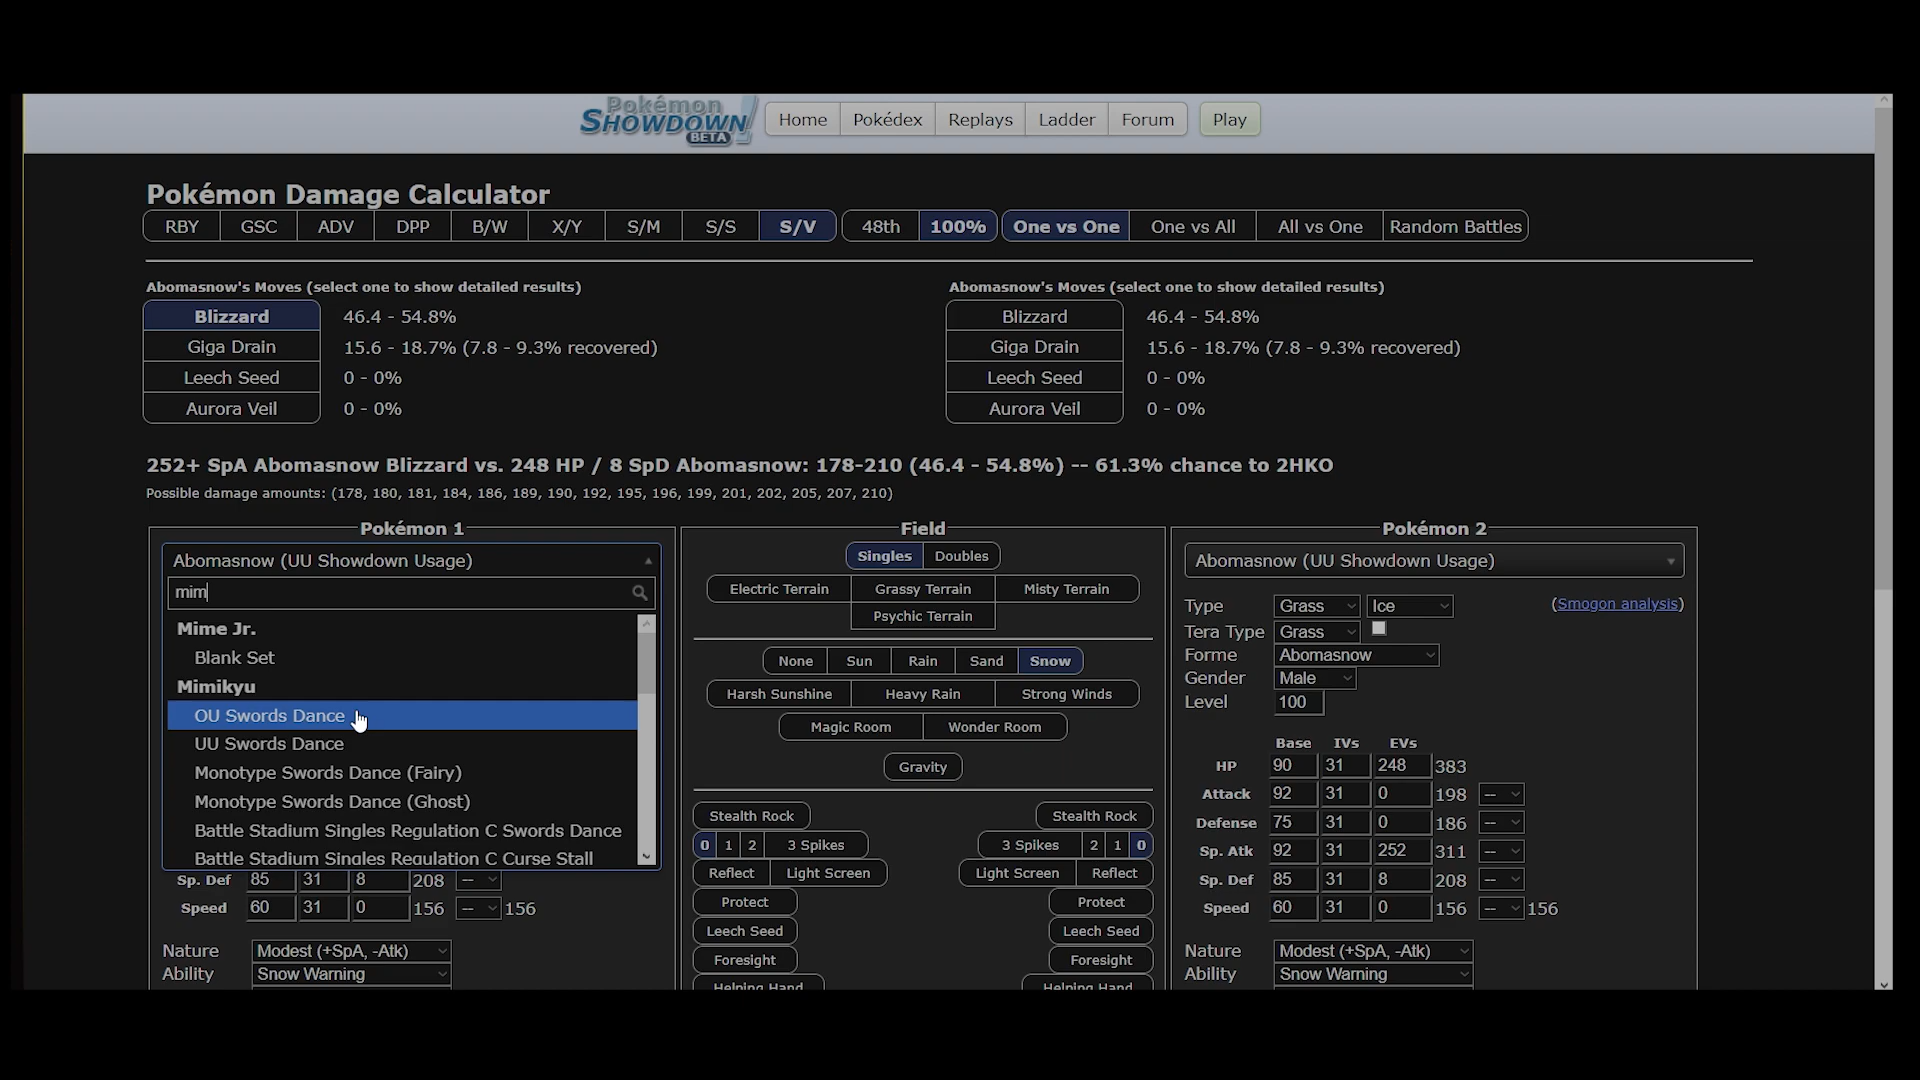 Pokémon
SHOWDOWN!
BETA
Home Pokédex Replays Ladder Forum Play
Pokémon Damage Calculator
RBY GSC ADV DPP B/W X/Y S/M S/S S/V 48th 100% One vs One One vs All All vs One Random Battles
Abomasnow's Moves (select one to show detailed results)
Blizzard 46.4 - 54.8%
Giga Drain 15.6 - 18.7% (7.8 - 9.3% recovered)
Leech Seed 0 - 0%
Aurora Veil 0 - 0%
Abomasnow's Moves (select one to show detailed results)
Blizzard 46.4 - 54.8%
Giga Drain 15.6 - 18.7% (7.8 - 9.3% recovered)
Leech Seed 0 - 0%
Aurora Veil 0 - 0%
252+ SpA Abomasnow Blizzard vs. 248 HP / 8 SpD Abomasnow: 178-210 (46.4 - 54.8%) -- 61.3% chance to 2HKO
Possible damage amounts: (178, 180, 181, 184, 186, 189, 190, 192, 195, 196, 199, 201, 202, 205, 207, 210)
Pokémon 1
Abomasnow (UU Showdown Usage)
mim
Mime Jr.
Blank Set
Mimikyu
OU Swords Dance
UU Swords Dance
Monotype Swords Dance (Fairy)
Monotype Swords Dance (Ghost)
Battle Stadium Singles Regulation C Swords Dance
Battle Stadium Singles Regulation C Curse Stall
Sp. Def 85 31 8 208 --
Speed 60 31 0 156 -- 156
Nature Modest (+SpA, -Atk)
Ability Snow Warning
Field
Singles Doubles
Electric Terrain Grassy Terrain Misty Terrain
Psychic Terrain
None Sun Rain Sand Snow
Harsh Sunshine Heavy Rain Strong Winds
Magic Room Wonder Room
Gravity
Stealth Rock Stealth Rock
0 1 2 3 Spikes 3 Spikes 2 1 0
Reflect Light Screen Light Screen Reflect
Protect Protect
Leech Seed Leech Seed
Foresight Foresight
Helping Hand Helping Hand
Pokémon 2
Abomasnow (UU Showdown Usage)
Type Grass Ice (Smogon analysis)
Tera Type Grass
Forme Abomasnow
Gender Male
Level 100
Base IVs EVs
HP 90 31 248 383
Attack 92 31 0 198 --
Defense 75 31 0 186 --
Sp. Atk 92 31 252 311 --
Sp. Def 85 31 8 208 --
Speed 60 31 0 156 -- 156
Nature Modest (+SpA, -Atk)
Ability Snow Warning